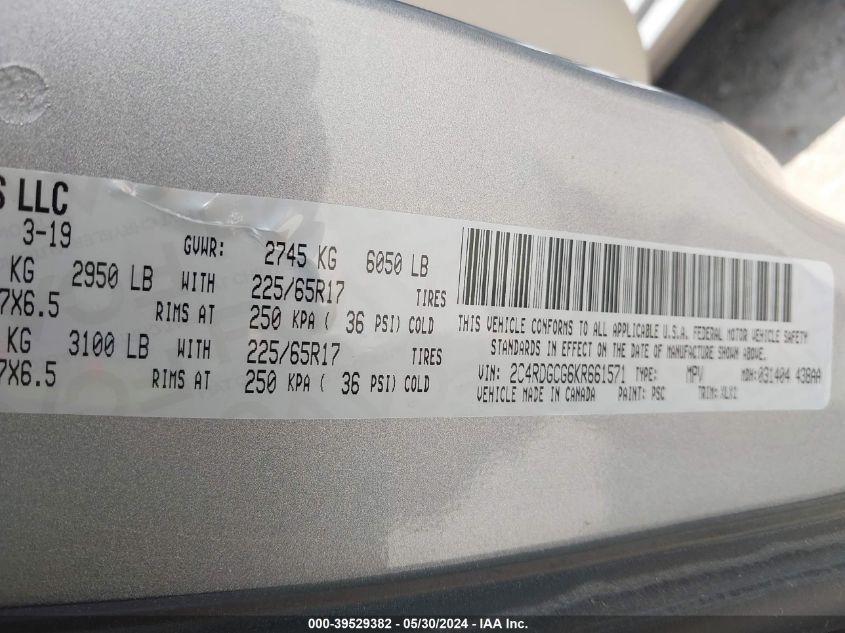 S LLC
3-19
GVWR: 2745 KG 6050 LB
KG 2950 LB WITH 225/65R17 TIRES
7X6.5 RIMS AT 250 KPA ( 36 PSI) COLD
KG 3100 LB WITH 225/65R17 TIRES
7X6.5 RIMS AT 250 KPA ( 36 PSI) COLD
THIS VEHICLE CONFORMS TO ALL APPLICABLE U.S.A. FEDERAL MOTOR VEHICLE SAFETY
STANDARDS IN EFFECT ON THE DATE OF MANUFACTURE SHOWN ABOVE.
VIN: 2C4RDGCG6KR661571 TYPE: MPV MDH:031404 438AA
VEHICLE MADE IN CANADA PAINT: PSC TRIM:
000-39529382 - 05/30/2024 - IAA Inc.